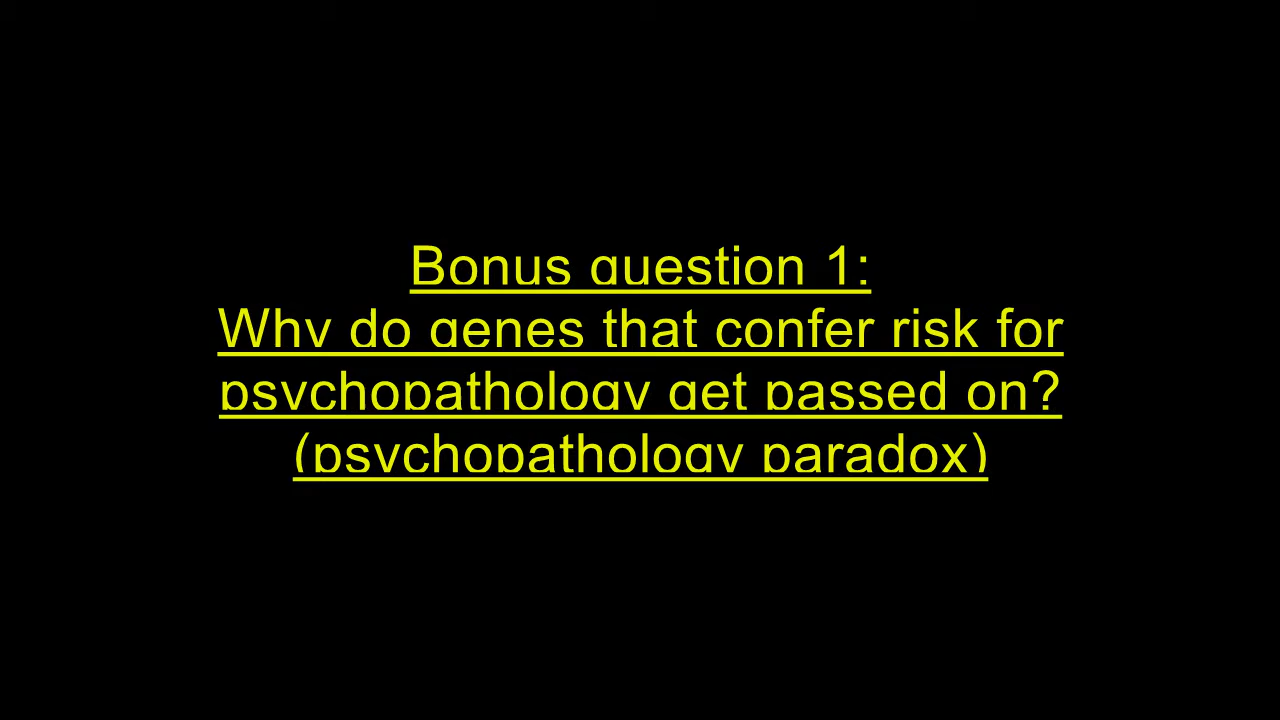 Bonus question 1:
Why do genes that confer risk for
psychopathology get passed on?
(psychopathology paradox)